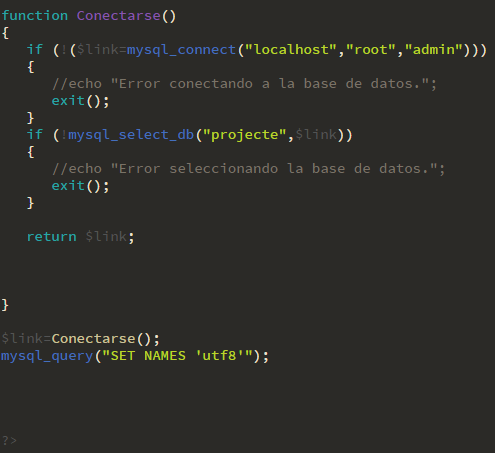 function Conectarse()
{
if (!($link=mysql_connect("localhost","root","admin")))
{
//echo "Error conectando a la base de datos.";
exit();
}
if (!mysql_select_db("projecte",$link))
{
//echo "Error seleccionando la base de datos.";
exit();
}
return $link;
}
$link=Conectarse();
mysql_query("SET NAMES 'utf8'");
?>